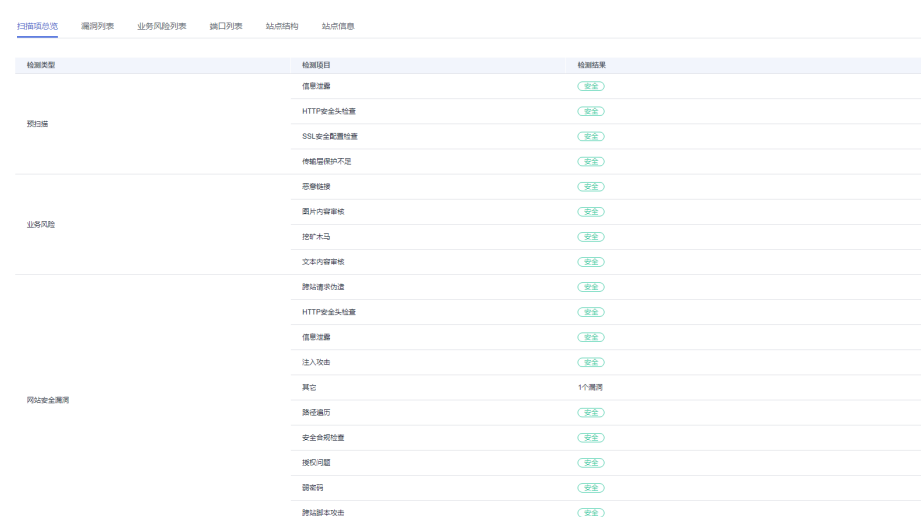 扫描项总览 漏洞列表 业务风险列表 端口列表 站点结构 站点信息
检测类型 检测项目 检测结果
预扫描
信息泄露 安全
HTTP安全头检查 安全
SSL安全配置检查 安全
传输层保护不足 安全
业务风险
恶意链接 安全
图片内容审核 安全
挖矿木马 安全
文本内容审核 安全
网站安全漏洞
跨站请求伪造 安全
HTTP安全头检查 安全
信息泄露 安全
注入攻击 安全
其它 1个漏洞
路径遍历 安全
安全合规检查 安全
授权问题 安全
弱密码 安全
跨站脚本攻击 安全